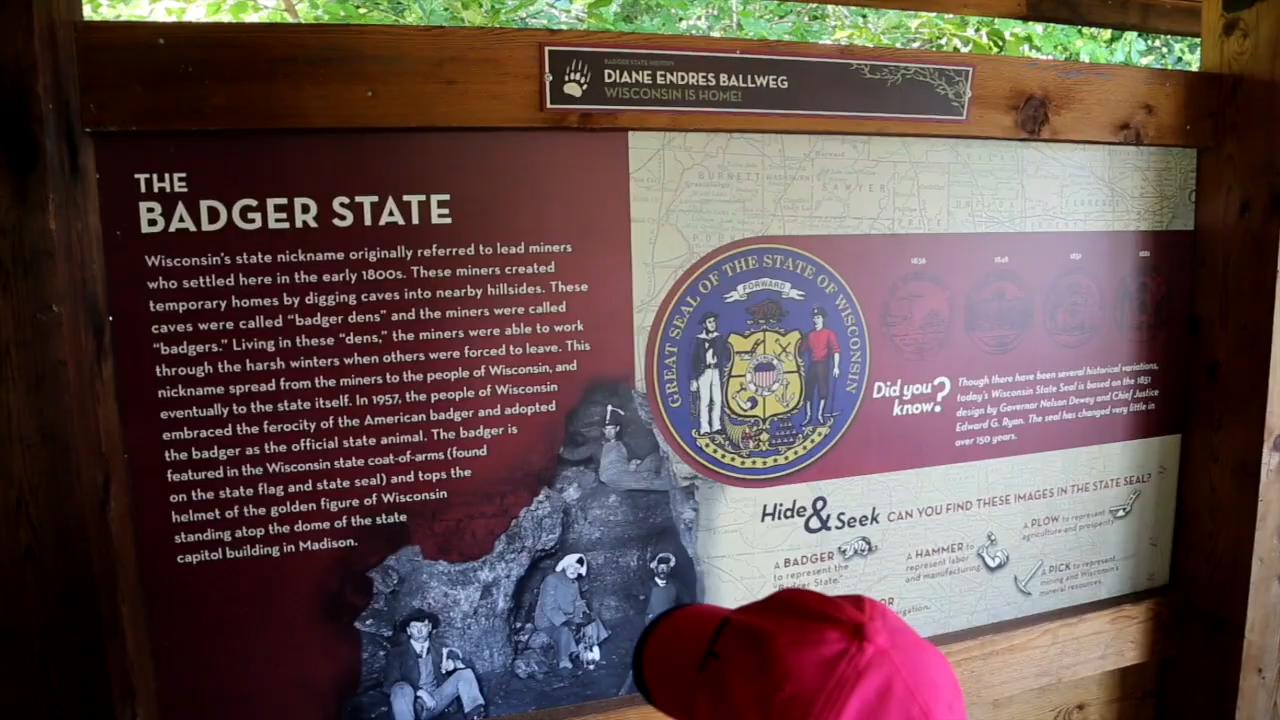 BADGER STATE IDENTITY
DIANE ENDRES BALLWEG
WISCONSIN IS HOME!
THE
BADGER STATE
Wisconsin's state nickname originally referred to lead miners
who settled here in the early 1800s. These miners created
temporary homes by digging caves into nearby hillsides. These
caves were called "badger dens" and the miners were called
"badgers." Living in these "dens," the miners were able to work
through the harsh winters when others were forced to leave. This
nickname spread from the miners to the people of Wisconsin, and
eventually to the state itself. In 1957, the people of Wisconsin
embraced the ferocity of the American badger and adopted
the badger as the official state animal. The badger is
featured in the Wisconsin state coat-of-arms (found
on the state flag and state seal) and tops the
helmet of the golden figure of Wisconsin
standing atop the dome of the state
capitol building in Madison.
BURNETT
WASHBURN
SAWYER
GREAT SEAL OF THE STATE OF WISCONSIN
FORWARD
1836
1848
1851
1881
Did you
know?
Though there have been several historical variations,
today's Wisconsin State Seal is based on the 1851
design by Governor Nelson Dewey and Chief Justice
Edward G. Ryan. The seal has changed very little in
over 150 years.
Hide & Seek CAN YOU FIND THESE IMAGES IN THE STATE SEAL?
A BADGER
to represent the
"Badger State."
A HAMMER to
represent labor
and manufacturing.
A PLOW to represent
agriculture and prosperity.
A PICK to represent
mining and Wisconsin's
mineral resources.